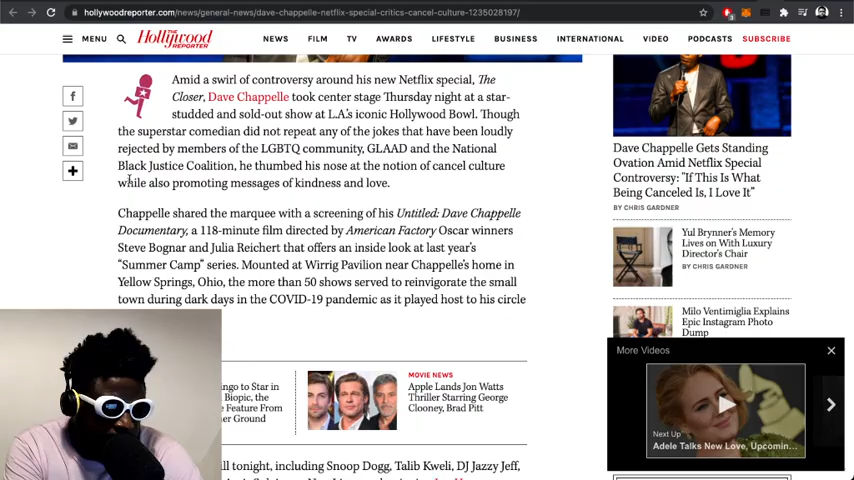 hollywoodreporter.com/news/general-news/dave-chappelle-netflix-special-critics-cancel-culture-1235028197/
MENU
THE
Hollywood
REPORTER
NEWS FILM TV AWARDS LIFESTYLE BUSINESS INTERNATIONAL VIDEO PODCASTS SUBSCRIBE
Amid a swirl of controversy around his new Netflix special, The
Closer, Dave Chappelle took center stage Thursday night at a star-
studded and sold-out show at L.A.'s iconic Hollywood Bowl. Though
the superstar comedian did not repeat any of the jokes that have been loudly
rejected by members of the LGBTQ community, GLAAD and the National
Black Justice Coalition, he thumbed his nose at the notion of cancel culture
while also promoting messages of kindness and love.
Chappelle shared the marquee with a screening of his Untitled: Dave Chappelle
Documentary, a 118-minute film directed by American Factory Oscar winners
Steve Bognar and Julia Reichert that offers an inside look at last year's
“Summer Camp” series. Mounted at Wirrig Pavilion near Chappelle's home in
Yellow Springs, Ohio, the more than 50 shows served to reinvigorate the small
town during dark days in the COVID-19 pandemic as it played host to his circle
ingo to Star in
Biopic, the
Feature From
er Ground
MOVIE NEWS
Apple Lands Jon Watts
Thriller Starring George
Clooney, Brad Pitt
ll tonight, including Snoop Dogg, Talib Kweli, DJ Jazzy Jeff,
Dave Chappelle Gets Standing
Ovation Amid Netflix Special
Controversy: “If This Is What
Being Canceled Is, I Love It”
BY CHRIS GARDNER
Yul Brynner's Memory
Lives on With Luxury
Director's Chair
BY CHRIS GARDNER
Milo Ventimiglia Explains
Epic Instagram Photo
Dump
More Videos
Next Up
Adele Talks New Love, Upcomin...